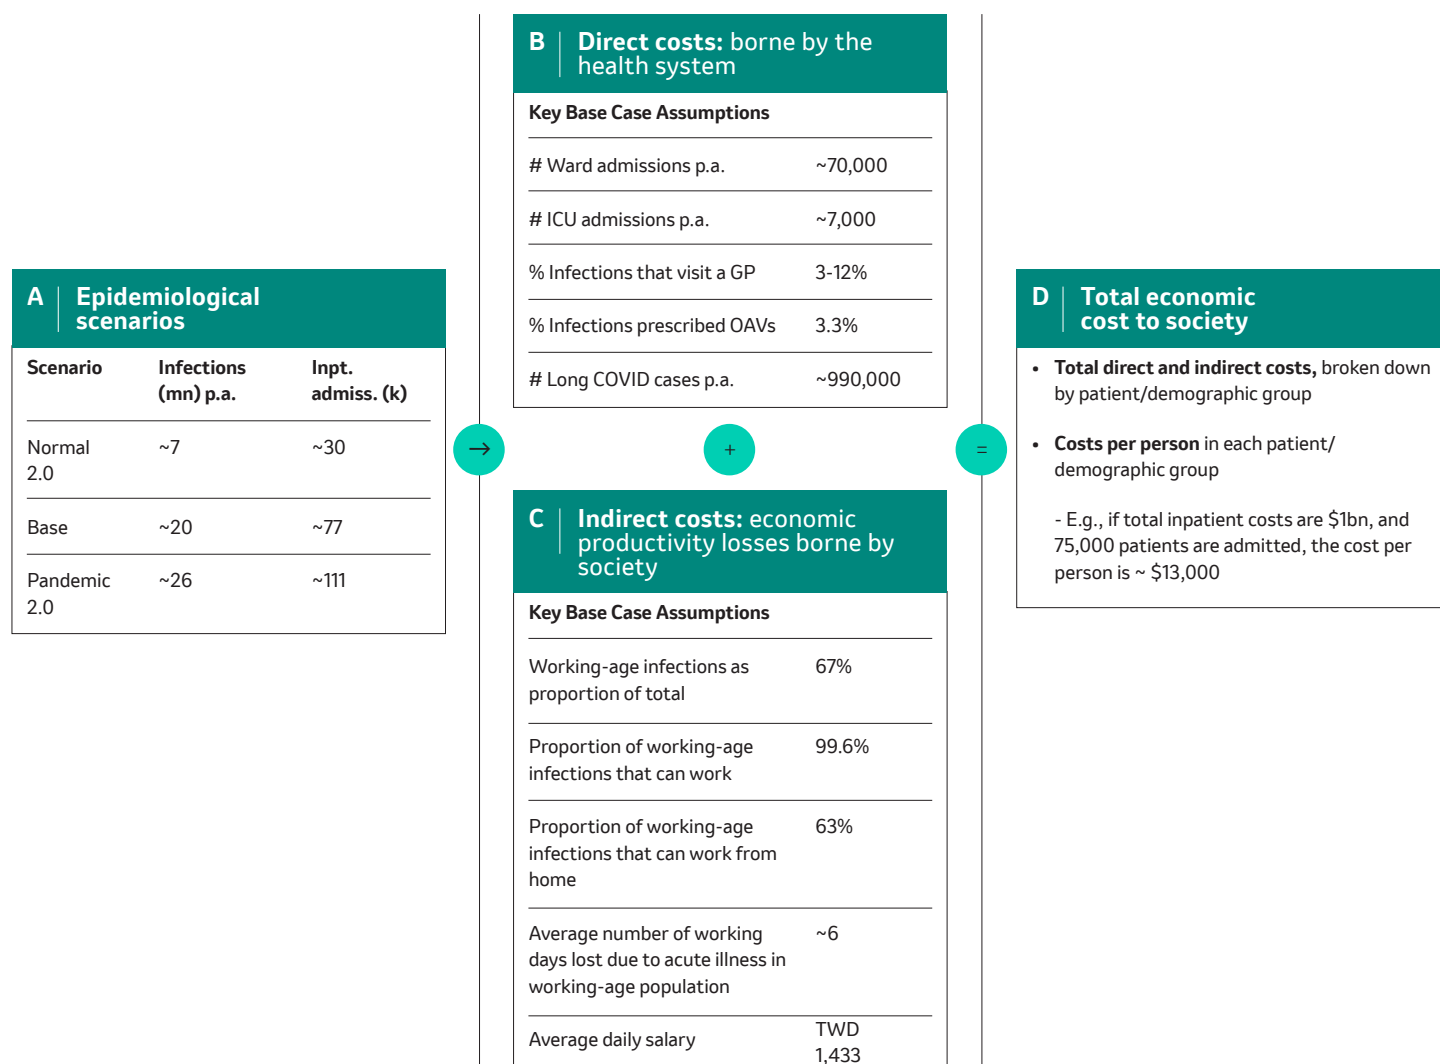 A
Epidemiological
scenarios
Scenario
Infections
(mn) p.a.
Inpt.
admiss. (k)
Normal
2.0
~7
~30
Base
~20
~77
Pandemic
2.0
~26
~111
→
B
Direct costs: borne by the
health system
Key Base Case Assumptions
# Ward admissions p.a.
~70,000
# ICU admissions p.a.
~7,000
% Infections that visit a GP
3-12%
% Infections prescribed OAVs
3.3%
# Long COVID cases p.a.
~990,000
+
C
Indirect costs: economic
productivity losses borne by
society
Key Base Case Assumptions
Working-age infections as
proportion of total
67%
Proportion of working-age
infections that can work
99.6%
Proportion of working-age
infections that can work from
home
63%
Average number of working
days lost due to acute illness in
working-age population
~6
Average daily salary
TWD
1,433
=
D
Total economic
cost to society
• Total direct and indirect costs, broken down
by patient/demographic group
• Costs per person in each patient/
demographic group
- E.g., if total inpatient costs are $1bn, and
75,000 patients are admitted, the cost per
person is ~ $13,000